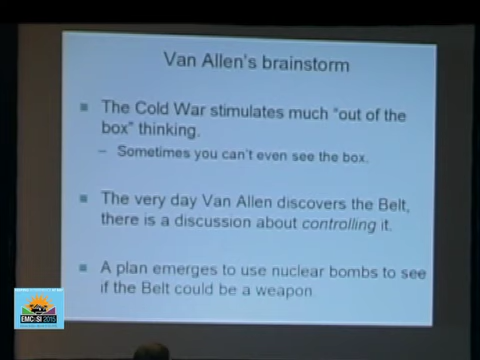 Van Allen's brainstorm
The Cold War stimulates much "out of the
box" thinking.
– Sometimes you can't even see the box.
The very day Van Allen discovers the Belt,
there is a discussion about controlling it.
A plan emerges to use nuclear bombs to see
if the Belt could be a weapon.
EMC+SI 2015